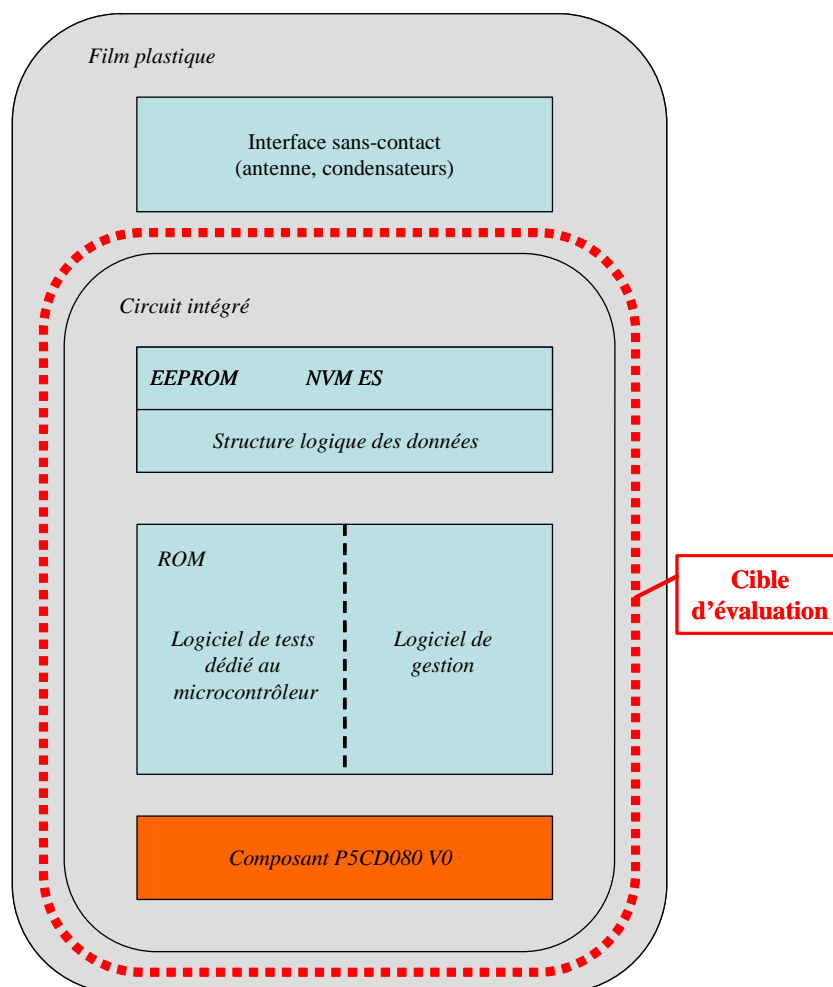 Film plastique
Interface sans-contact
(antenne, condensateurs)
Circuit intégré
EEPROM NVM ES
Structure logique des données
ROM
Logiciel de tests
dédié au
microcontrôleur
Logiciel de
gestion
Composant P5CD080 V0
Cible
d'évaluation